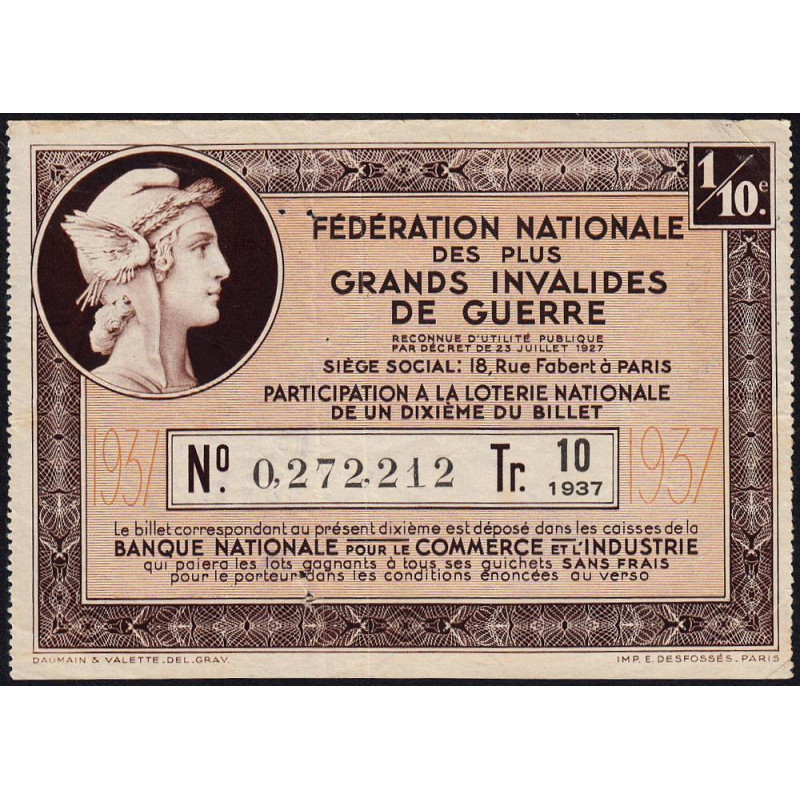 1/10e.
FÉDÉRATION NATIONALE
DES PLUS
GRANDS INVALIDES
DE GUERRE
RECONNUE D'UTILITÉ PUBLIQUE
PAR DÉCRET DE 23 JUILLET 1927
SIÈGE SOCIAL: 18, Rue Fabert à PARIS
PARTICIPATION A LA LOTERIE NATIONALE
DE UN DIXIÈME DU BILLET
1937 No. 0,272,212 Tr. 10 1937 1937
Le billet correspondant au présent dixième est déposé dans les caisses de la
BANQUE NATIONALE POUR LE COMMERCE ET L'INDUSTRIE
qui paiera les lots gagnants à tous ses guichets SANS FRAIS
pour le porteur dans les conditions énoncées au verso
DAUMAIN & VALETTE.DEL.GRAV. IMP. E. DESFOSSÉS. PARIS